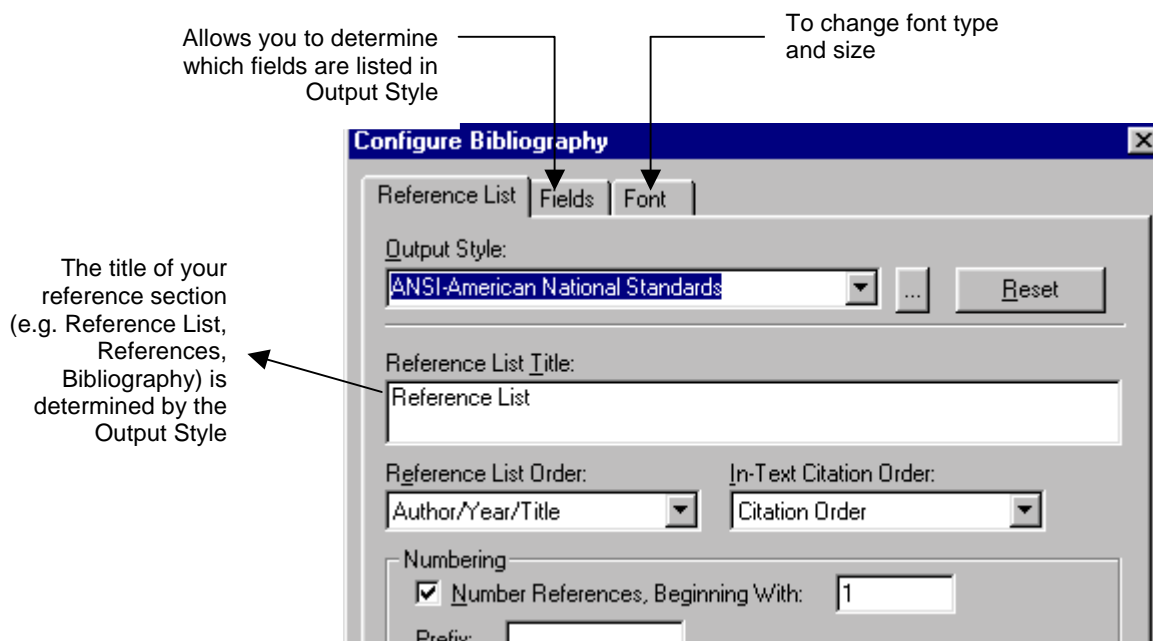 Allows you to determine
which fields are listed in
Output Style
To change font type
and size
Configure Bibliography
Reference List Fields Font
Output Style:
ANSI-American National Standards ... Reset
The title of your
reference section
(e.g. Reference List,
References,
Bibliography) is
determined by the
Output Style
Reference List Title:
Reference List
Reference List Order: In-Text Citation Order:
Author/Year/Title Citation Order
Numbering
Number References, Beginning With: 1
Prefix: